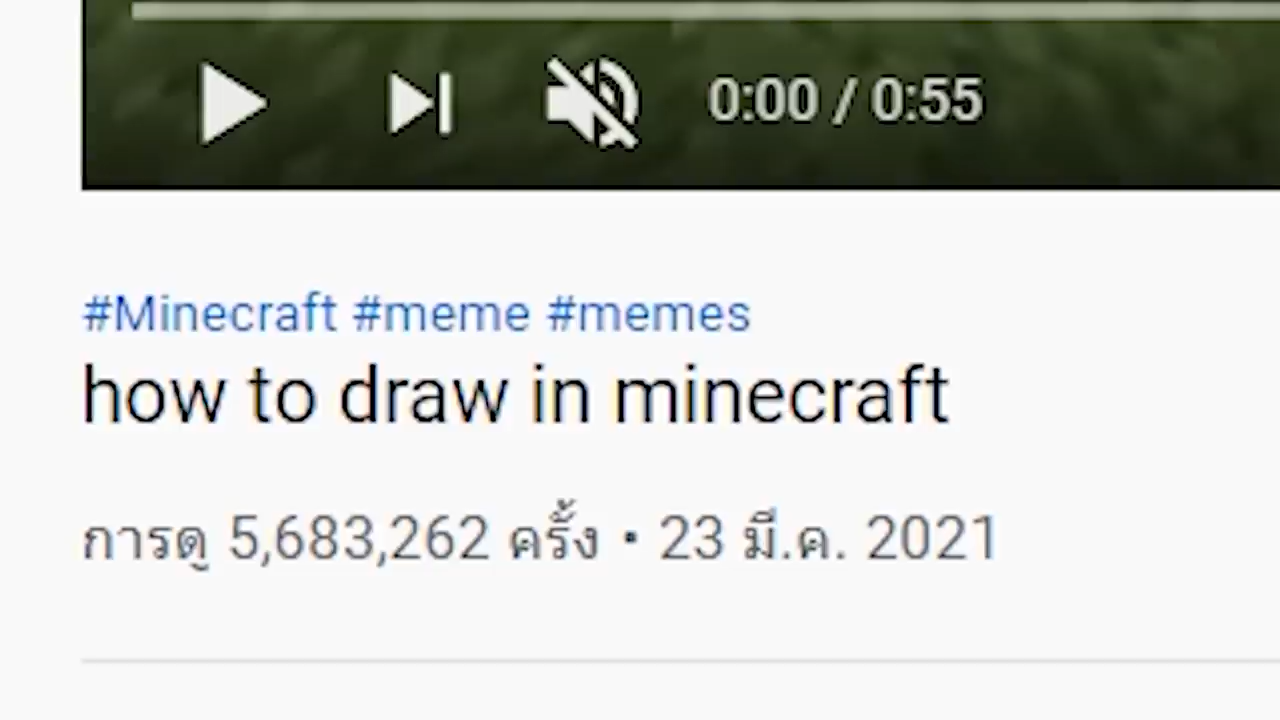 0:00 / 0:55
#Minecraft #meme #memes
how to draw in minecraft
การดู 5,683,262 ครั้ง • 23 มี.ค. 2021